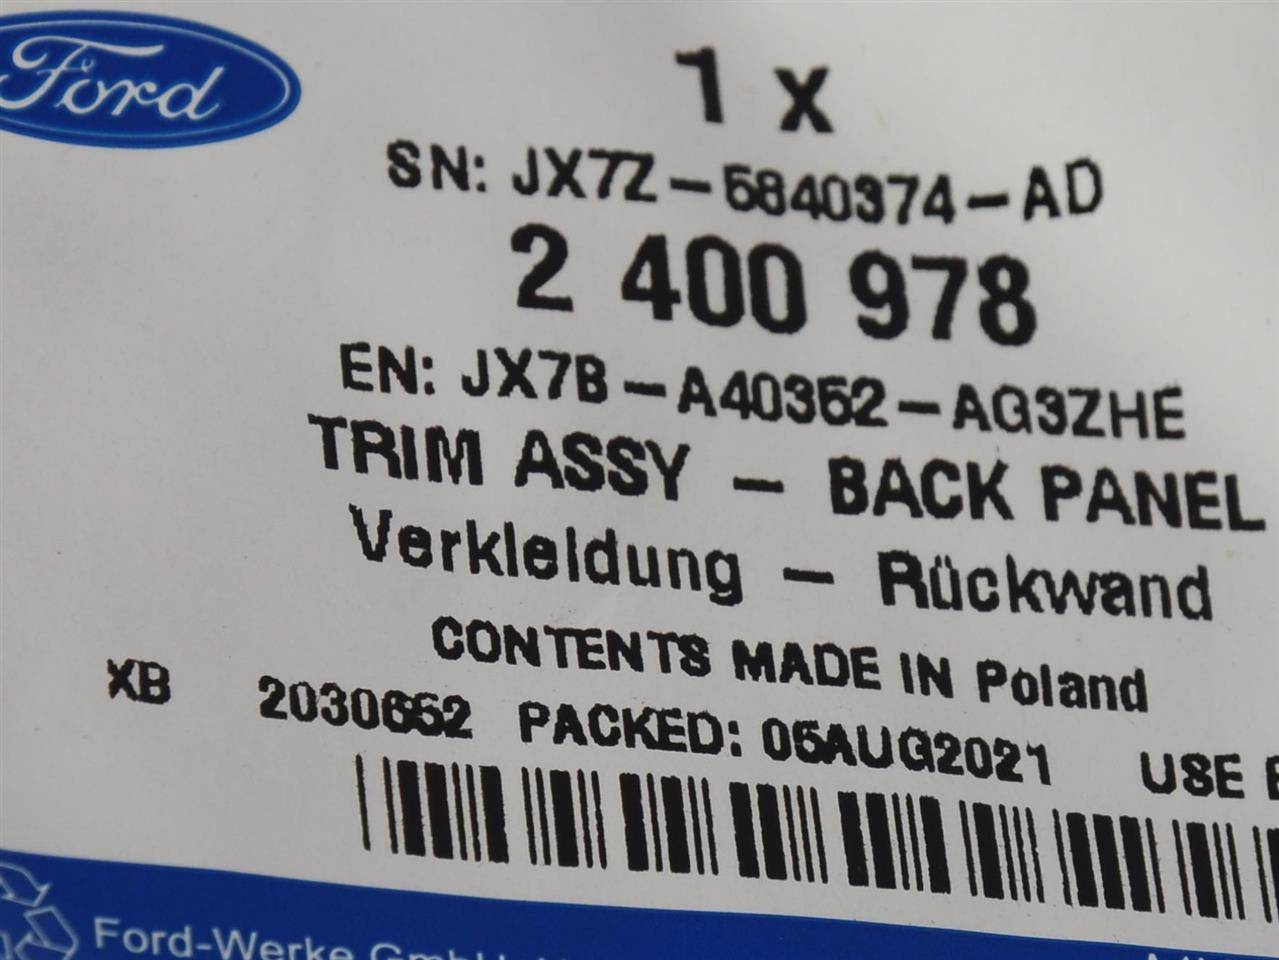 Ford
1 x
SN: JX7Z-5840374-AD
2 400 978
EN: JX7B-A40352-AG3ZHE
TRIM ASSY - BACK PANEL
Verkleidung - Rückwand
CONTENTS MADE IN Poland
XB 2030652 PACKED: 05AUG2021 USE
Ford-Werke GmbH